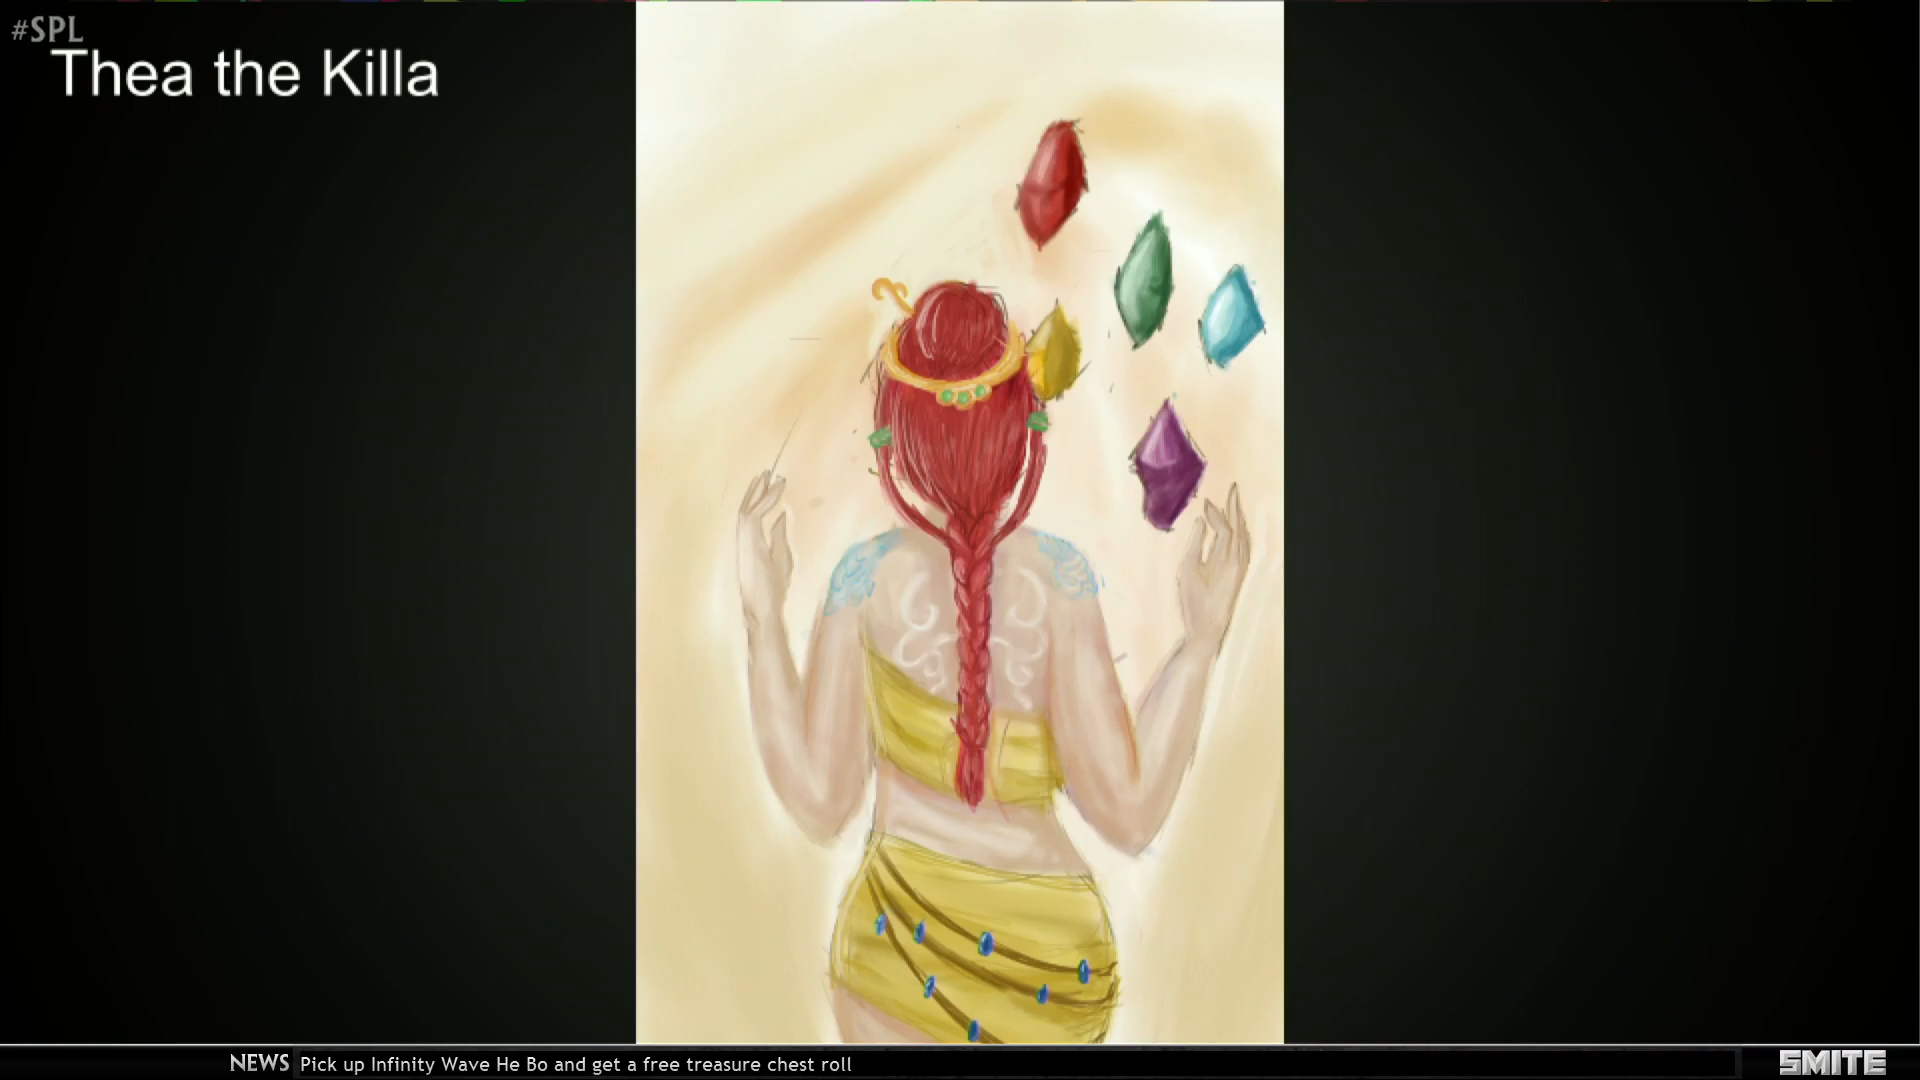 #SPL
Thea the Killa
NEWS Pick up Infinity Wave He Bo and get a free treasure chest roll
SMITE